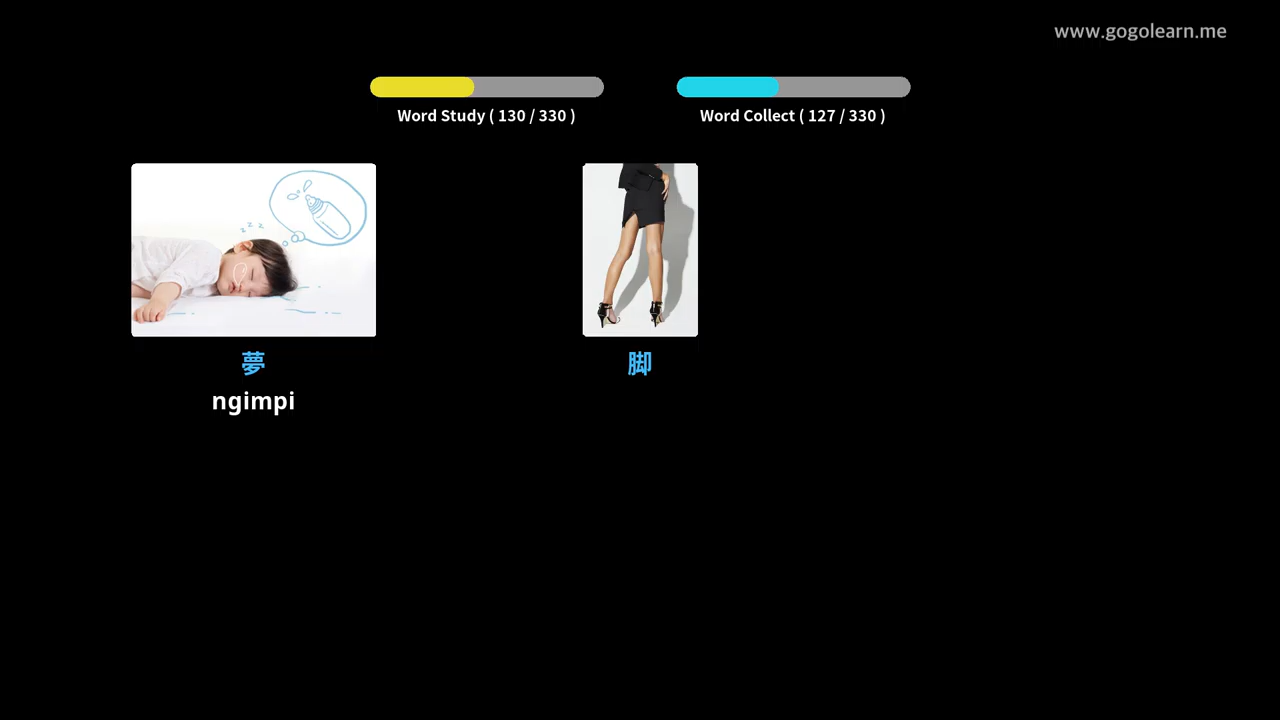 www.gogolearn.me
Word Study ( 130 / 330 )
Word Collect ( 127 / 330 )
z z z
夢
脚
ngimpi